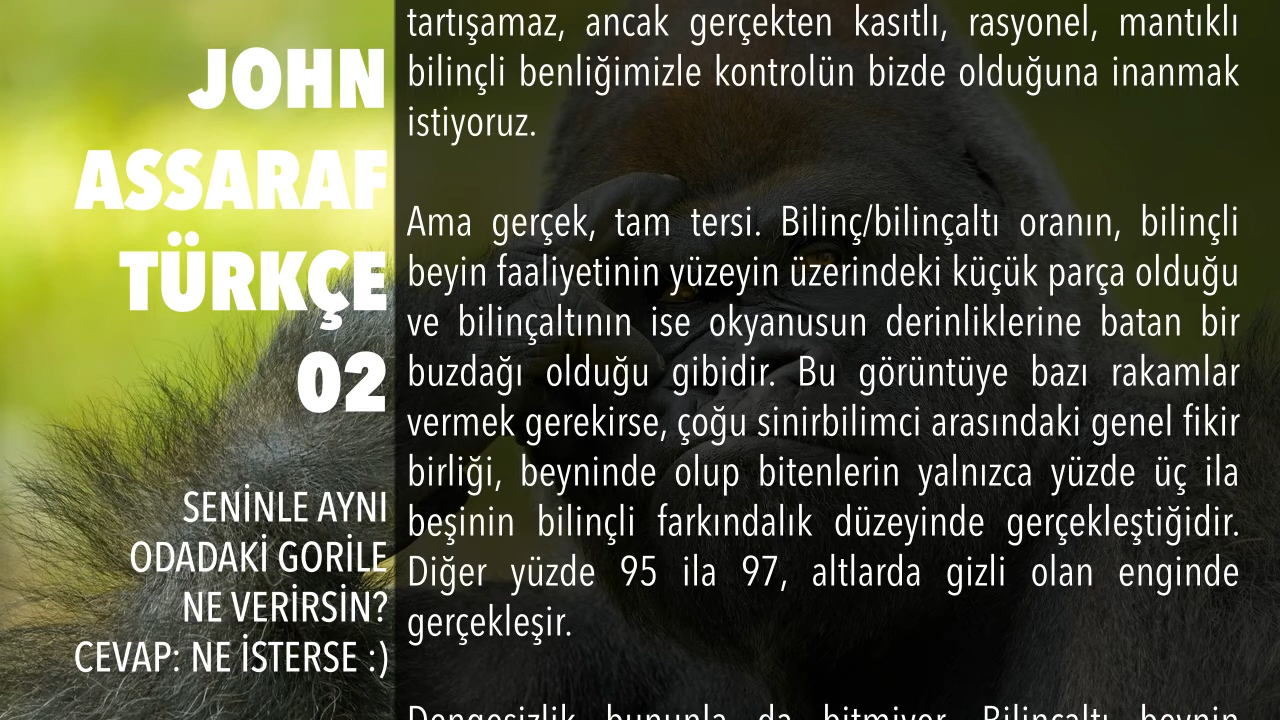 JOHN
ASSARAF
TÜRKÇE
02
SENİNLE AYNI
ODADAKİ GORİLE
NE VERİRSİN?
CEVAP: NE İSTERSE :)
tartışamaz, ancak gerçekten kasıtlı, rasyonel, mantıklı
bilinçli benliğimizle kontrolün bizde olduğuna inanmak
istiyoruz.
Ama gerçek, tam tersi. Bilinç/bilinçaltı oranın, bilinçli
beyin faaliyetinin yüzeyin üzerindeki küçük parça olduğu
ve bilinçaltının ise okyanusun derinliklerine batan bir
buzdağı olduğu gibidir. Bu görüntüye bazı rakamlar
vermek gerekirse, çoğu sinirbilimci arasındaki genel fikir
birliği, beyninde olup bitenlerin yalnızca yüzde üç ila
beşinin bilinçli farkındalık düzeyinde gerçekleştiğidir.
Diğer yüzde 95 ila 97, altlarda gizli olan enginde
gerçekleşir.
Dengesizlik bununla da bitmiyor. Bilinçaltı beynin